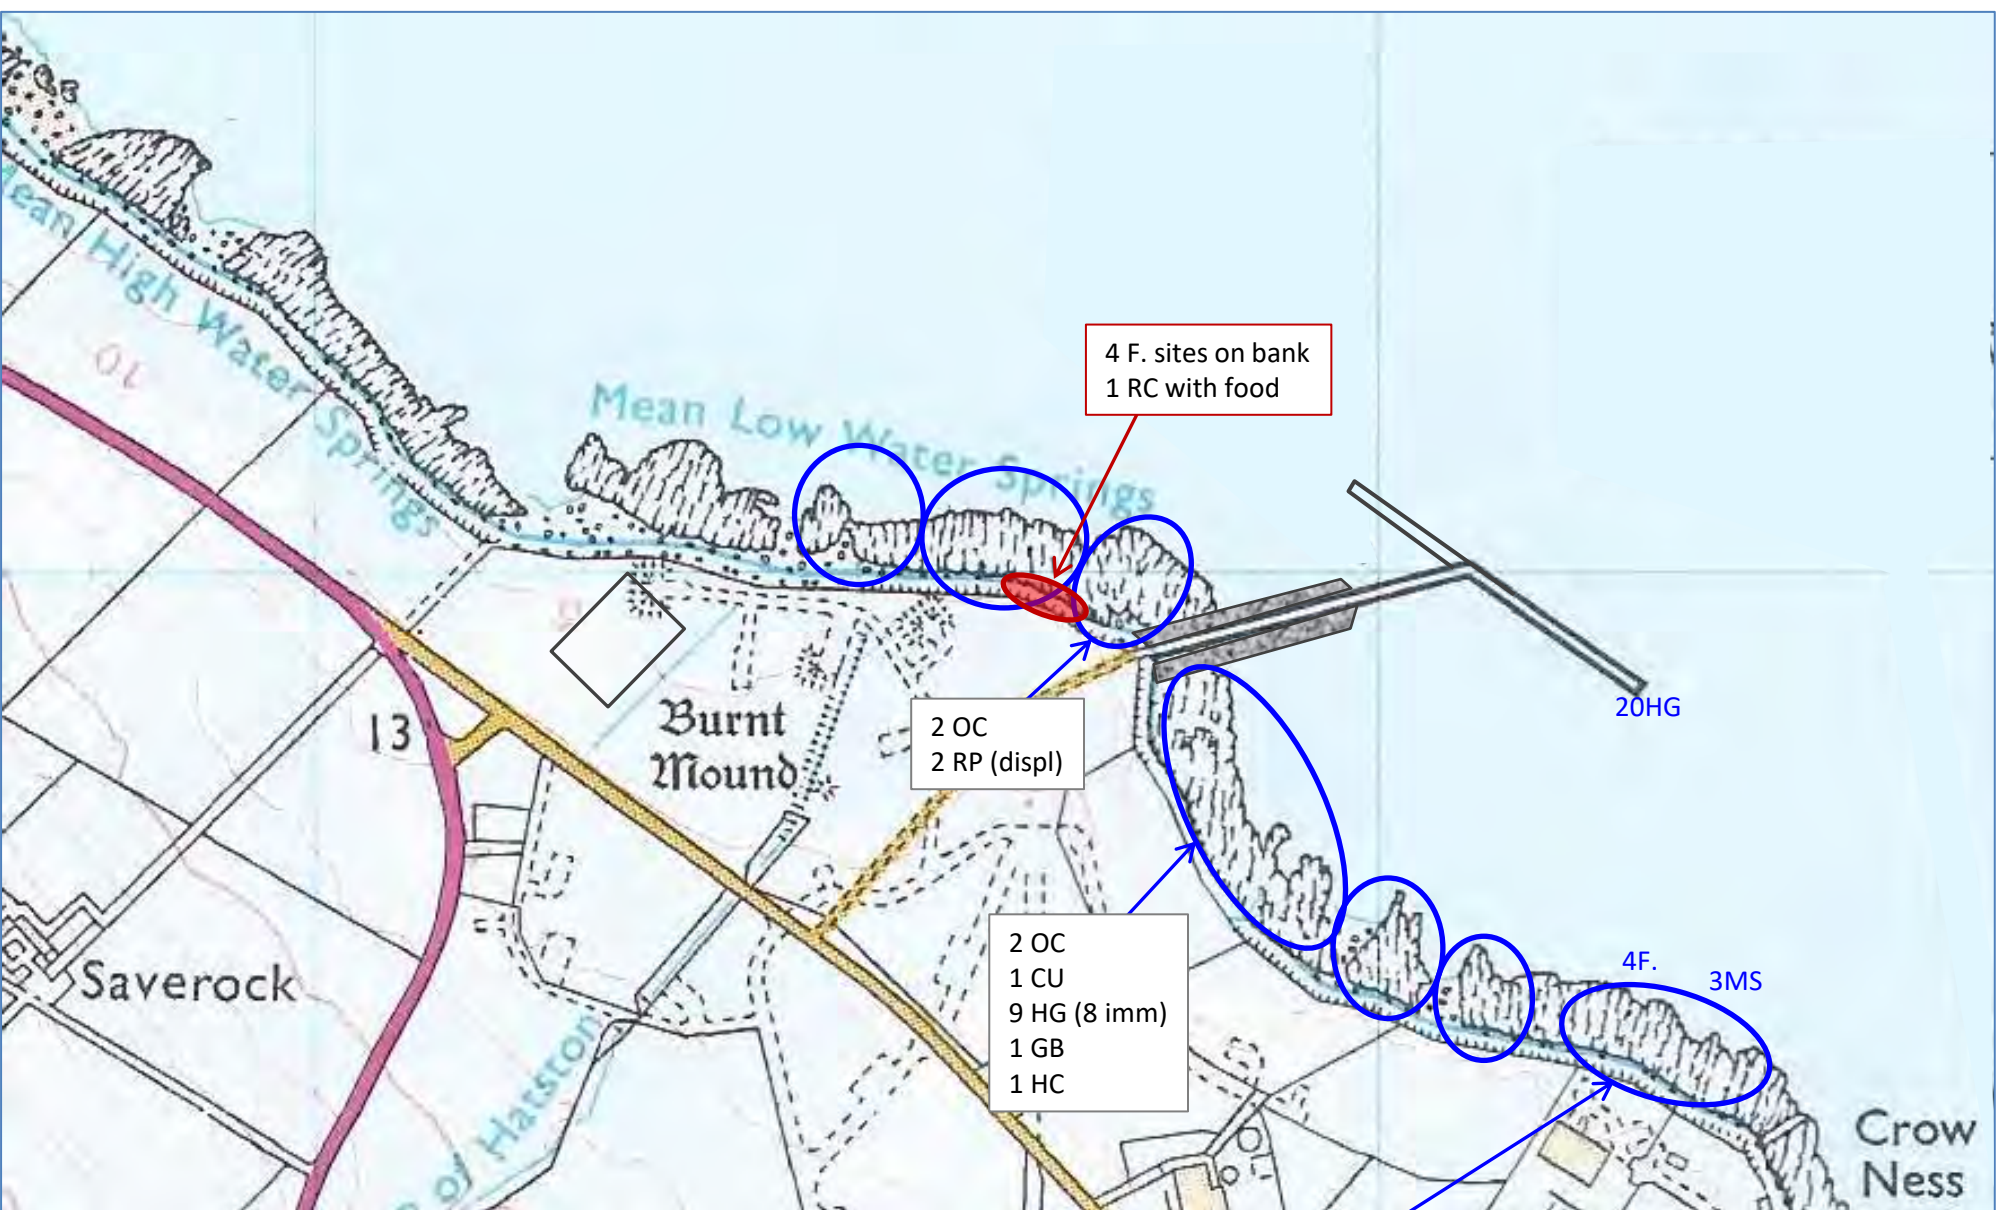 Mean High Water Springs
10
Mean Low Water Springs
4 F. sites on bank
1 RC with food
20HG
13
Burnt
Mound
2 OC
2 RP (displ)
2 OC
1 CU
9 HG (8 imm)
1 GB
1 HC
Saverock
4F.
3MS
of Hatston
Crow
Ness